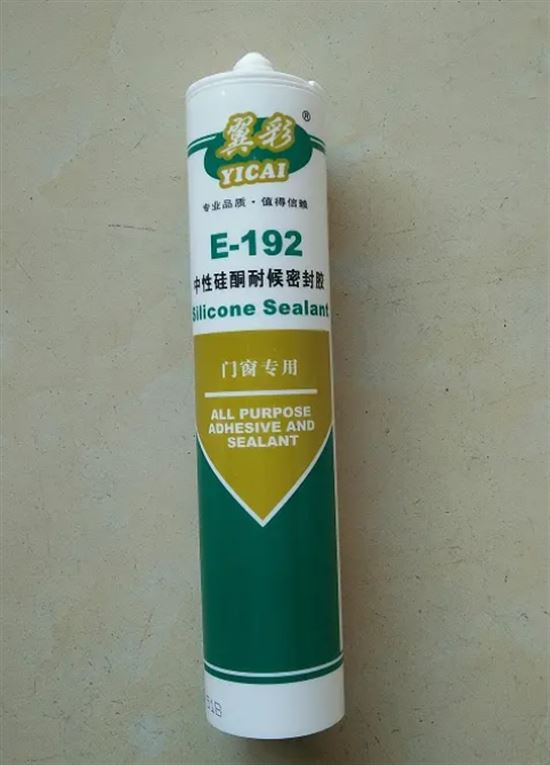 翼彩®
YICAI
专业品质·值得信赖
E-192
中性硅酮耐候密封胶
Silicone Sealant
门窗专用
ALL PURPOSE
ADHESIVE AND
SEALANT